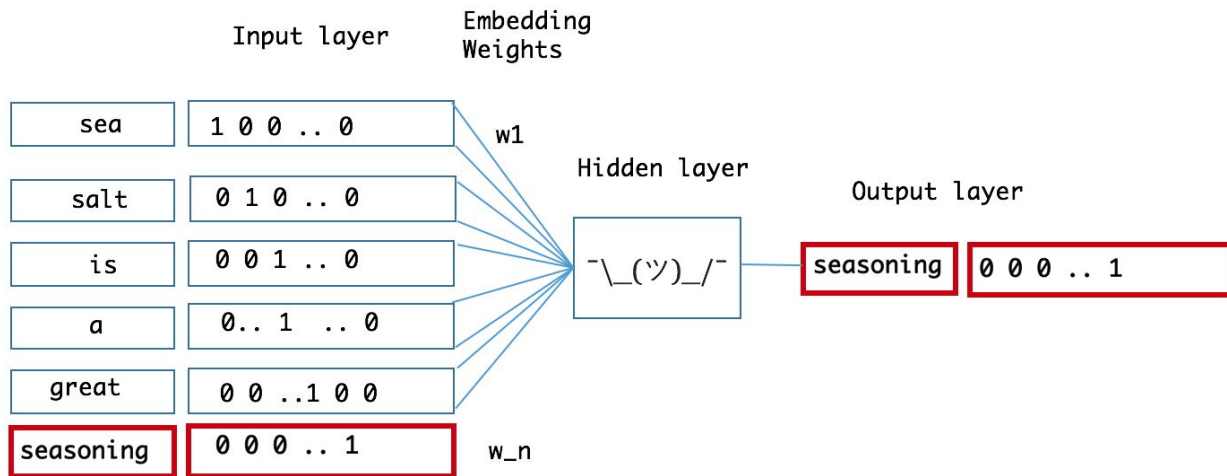 Input layer
Embedding
Weights
sea 1 0 0 .. 0
w1
salt 0 1 0 .. 0
is 0 0 1 .. 0
a 0.. 1 .. 0
great 0 0 ..1 0 0
seasoning 0 0 0 .. 1
w_n
Hidden layer
¯\_(ツ)_/¯
Output layer
seasoning 0 0 0 .. 1